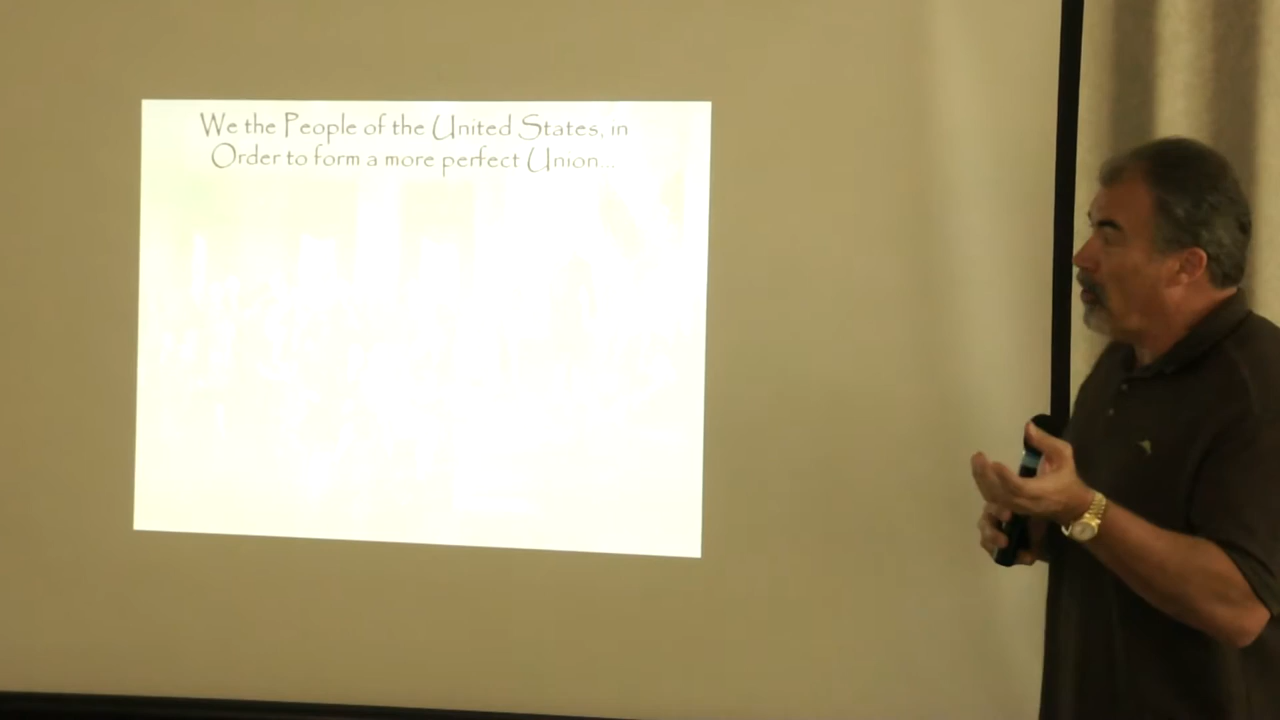 We the People of the United States, in
Order to form a more perfect Union...